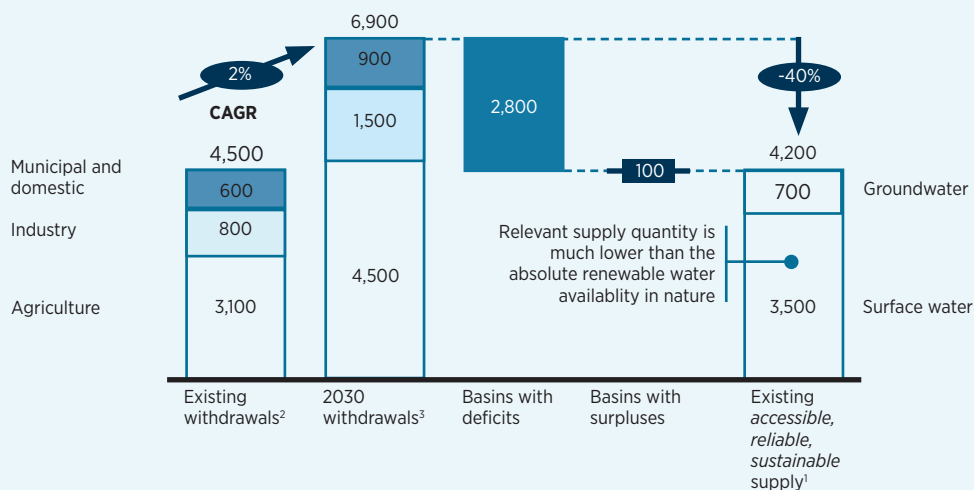 6,900
2%
CAGR
900
-40%
1,500
2,800
4,500
4,200
Municipal and
domestic
600
100
700
Groundwater
Industry
800
Relevant supply quantity is
much lower than the
absolute renewable water
availablity in nature
4,500
Agriculture
3,100
3,500
Surface water
Existing
withdrawals²
2030
withdrawals³
Basins with
deficits
Basins with
surpluses
Existing
accessible,
reliable,
sustainable
supply¹